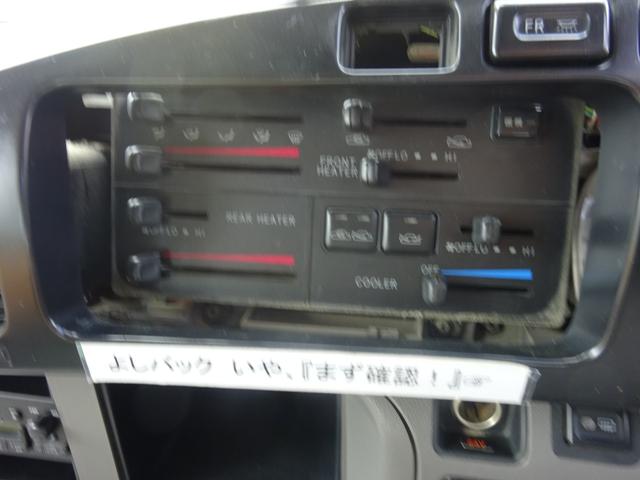 FR
FRONT
HEATER
OFF LO HI
REAR HEATER
OFF LO HI
OFF LO HI
COOLER
OFF
よしバック いや、『まず確認！』